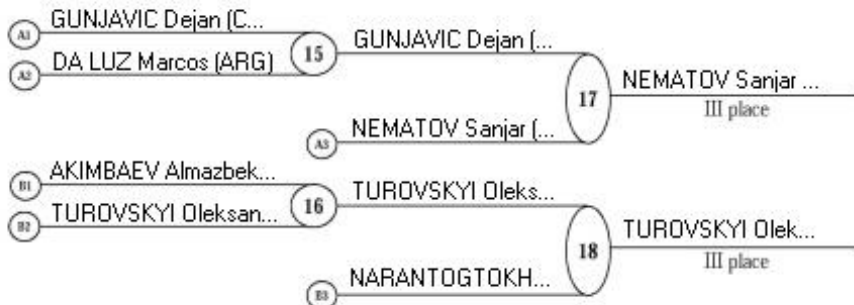 A1 GUNJAVIC Dejan (C...
15 GUNJAVIC Dejan (...
A2 DA LUZ Marcos (ARG)
17 NEMATOV Sanjar ...
III place
A3 NEMATOV Sanjar (...
B1 AKIMBAEV Almazbek...
16 TUROVSKYI Oleks...
B2 TUROVSKYI Oleksan...
18 TUROVSKYI Olek...
III place
B3 NARANTOGTOKH...